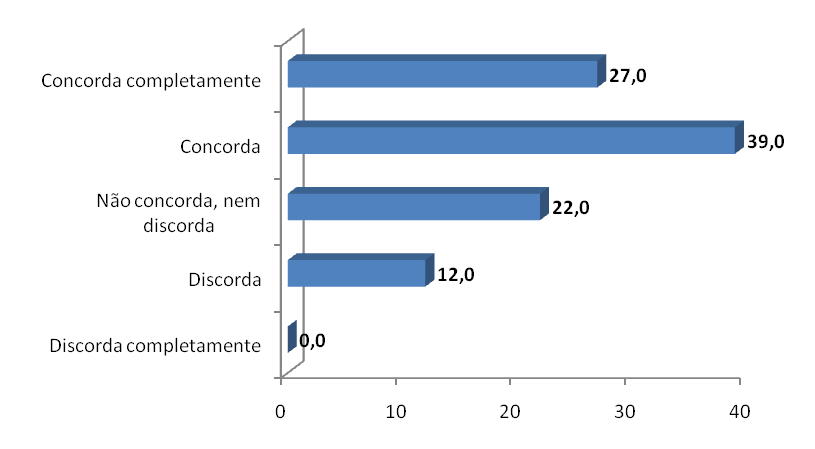 Concorda completamente
27,0
Concorda
39,0
Não concorda, nem
discorda
22,0
Discorda
12,0
Discorda completamente
0,0
0 10 20 30 40